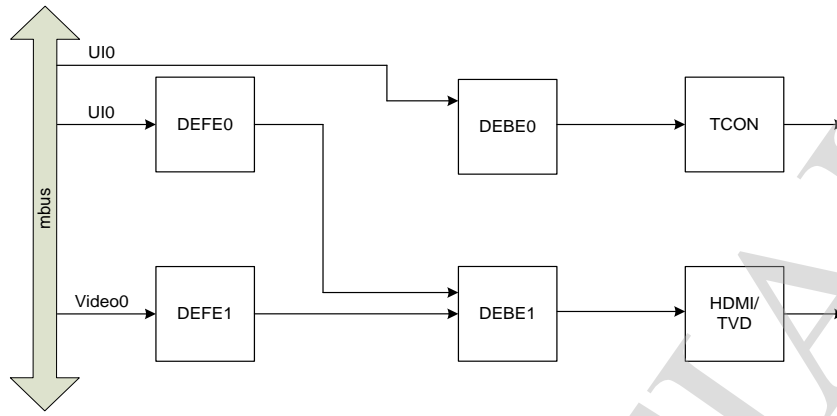 UI0
UI0
DEFE0
DEBE0
TCON
mbus
Video0
DEFE1
DEBE1
HDMI/
TVD